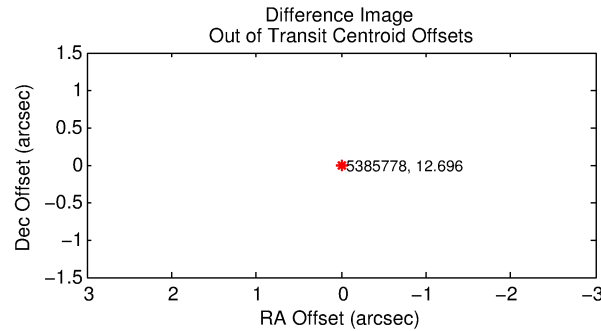 Difference Image
Out of Transit Centroid Offsets
Dec Offset (arcsec)
1.5
1
0.5
0
−0.5
−1
−1.5
5385778, 12.696
3 2 1 0 −1 −2 −3
RA Offset (arcsec)